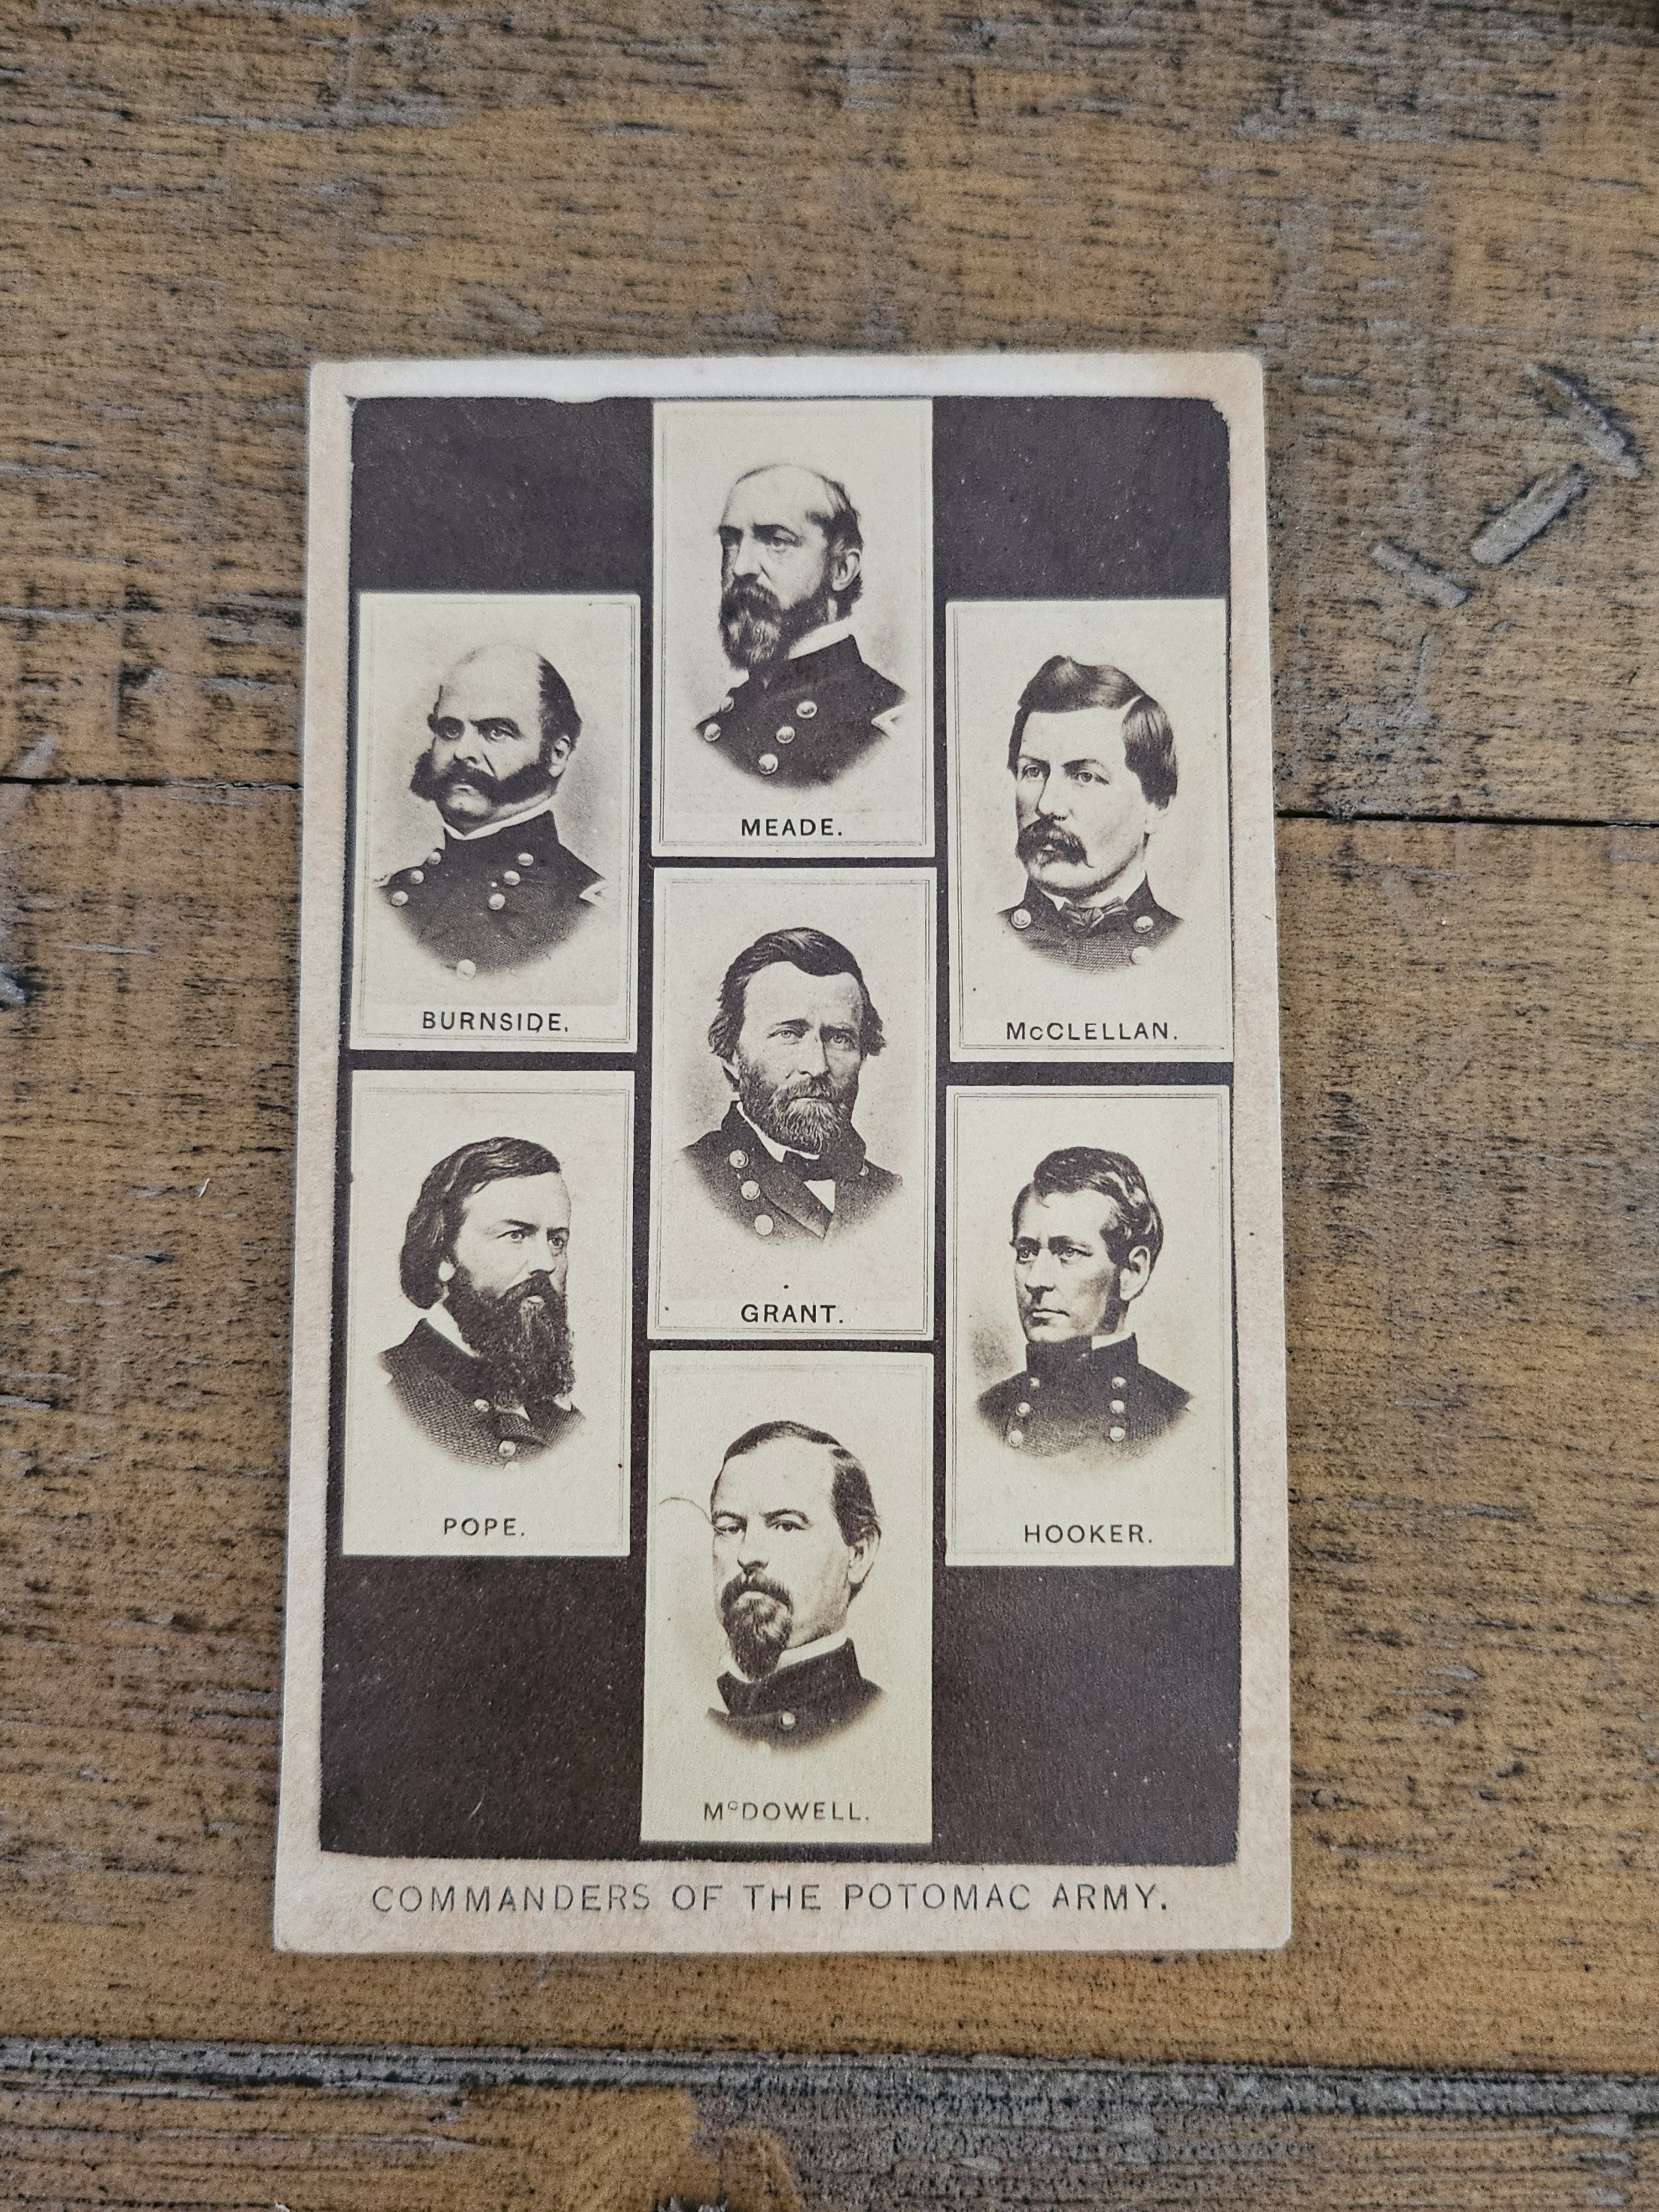 MEADE.
BURNSIDE.
McCLELLAN.
GRANT.
POPE.
HOOKER.
McDOWELL.
COMMANDERS OF THE POTOMAC ARMY.